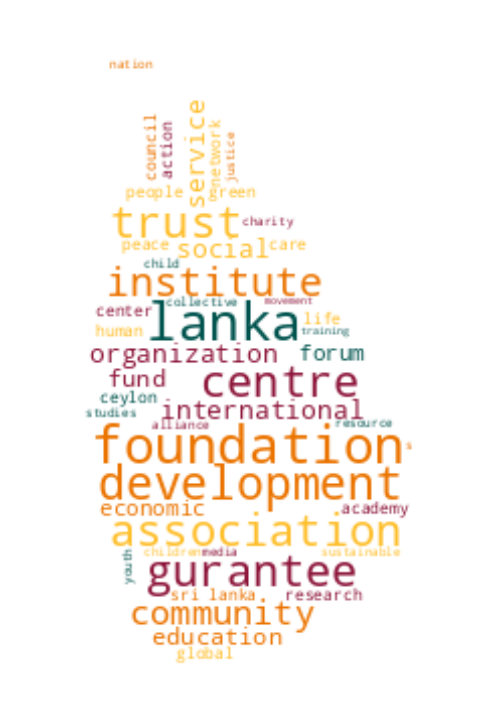 nation
council
action
service
network
justice
people green
trust charity
peace social care
child
institute
collective movement
center lanka life
human training
organization forum
fund centre
ceylon
studies international
alliance resource
foundation s
development
economic academy
association
children media sustainable
youth gurantee
sri lanka research
community
education
global